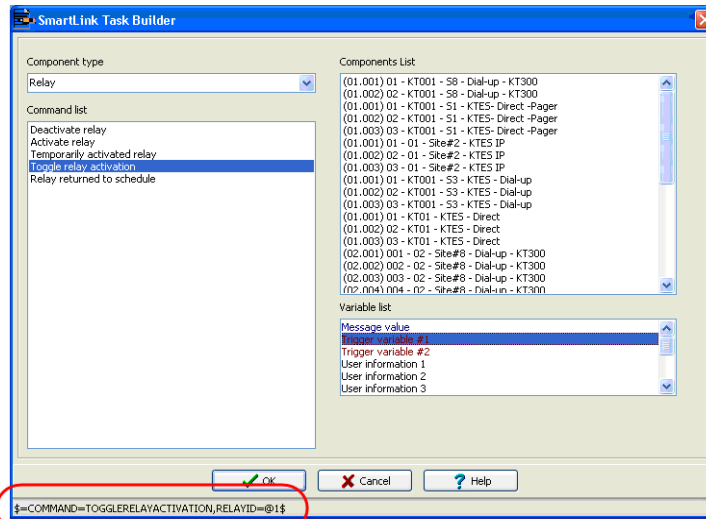 SmartLink Task Builder
Component type
Relay
Command list
Deactivate relay
Activate relay
Temporarily activated relay
Toggle relay activation
Relay returned to schedule
Components List
(01.001) 01 - KT001 - S8 - Dial-up - KT300
(01.002) 02 - KT001 - S8 - Dial-up - KT300
(01.001) 01 - KT001 - S1 - KTES- Direct -Pager
(01.002) 02 - KT001 - S1 - KTES- Direct -Pager
(01.003) 03 - KT001 - S1 - KTES- Direct -Pager
(01.001) 01 - 01 - Site#2 - KTES IP
(01.002) 02 - 01 - Site#2 - KTES IP
(01.003) 03 - 01 - Site#2 - KTES IP
(01.001) 01 - KT001 - S3 - KTES - Dial-up
(01.002) 02 - KT001 - S3 - KTES - Dial-up
(01.003) 03 - KT001 - S3 - KTES - Dial-up
(01.001) 01 - KT01 - KTES - Direct
(01.002) 02 - KT01 - KTES - Direct
(01.003) 03 - KT01 - KTES - Direct
(02.001) 001 - 02 - Site#8 - Dial-up - KT300
(02.002) 002 - 02 - Site#8 - Dial-up - KT300
(02.003) 003 - 02 - Site#8 - Dial-up - KT300
(02.004) 004 - 02 - Site#8 - Dial-up - KT300
Variable list
Message value
Trigger variable #1
Trigger variable #2
User information 1
User information 2
User information 3
OK
Cancel
Help
$=COMMAND=TOGGLERELAYACTIVATION,RELAYID=@1$